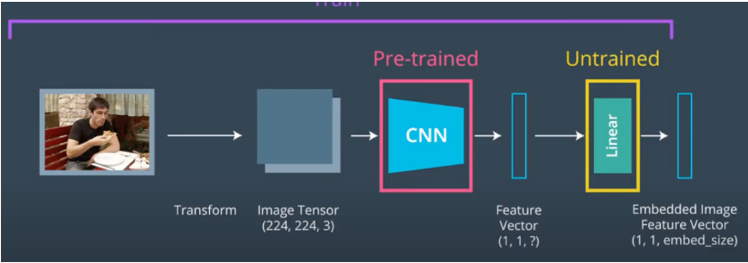 Train
Pre-trained
Untrained
CNN
Linear
Transform
Image Tensor
(224, 224, 3)
Feature
Vector
(1, 1, ?)
Embedded Image
Feature Vector
(1, 1, embed_size)